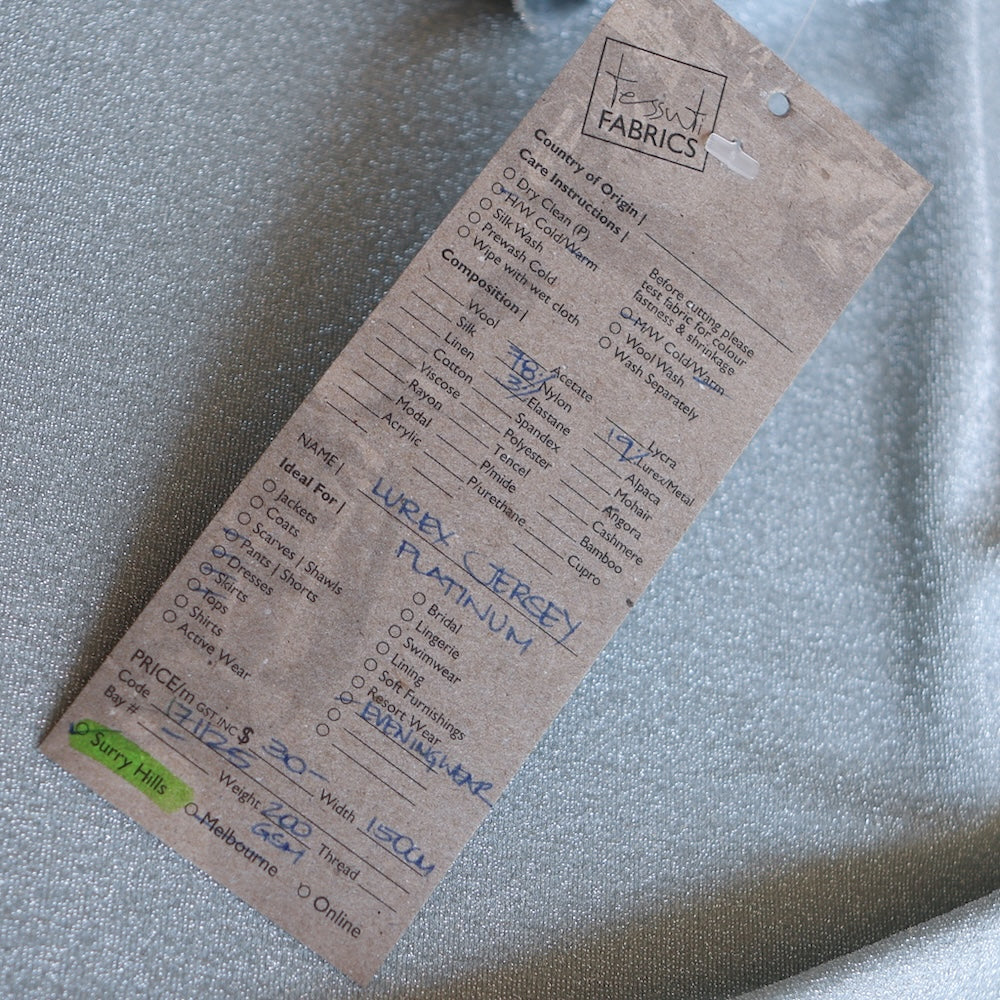 tessuti
FABRICS
Country of Origin |
Care Instructions |
Dry Clean (P)
H/W Cold/Warm
Silk Wash
Prewash Cold
Wipe with wet cloth
Before cutting please
test fabric for colour
fastness & shrinkage
M/W Cold/Warm
Wool Wash
Wash Separately
Composition |
Wool
Silk
Linen
Cotton
Viscose
Rayon
Modal
Acrylic
Acetate
78% Nylon
3% Elastane
Spandex
Polyester
Tencel
P/mide
P/urethane
Lycra
19% Lurex/Metal
Alpaca
Mohair
Angora
Cashmere
Bamboo
Cupro
NAME | LUREX JERSEY
PLATINUM
Ideal For |
Jackets
Coats
Scarves | Shawls
Pants | Shorts
Dresses
Skirts
Tops
Shirts
Active Wear
Bridal
Lingerie
Swimwear
Lining
Soft Furnishings
Resort Wear
EVENINGWEAR
PRICE/m GST INC $ 30-
Code
Width 150CM
Bay #
Weight 200
GSM
Thread
Surry Hills
Melbourne
Online